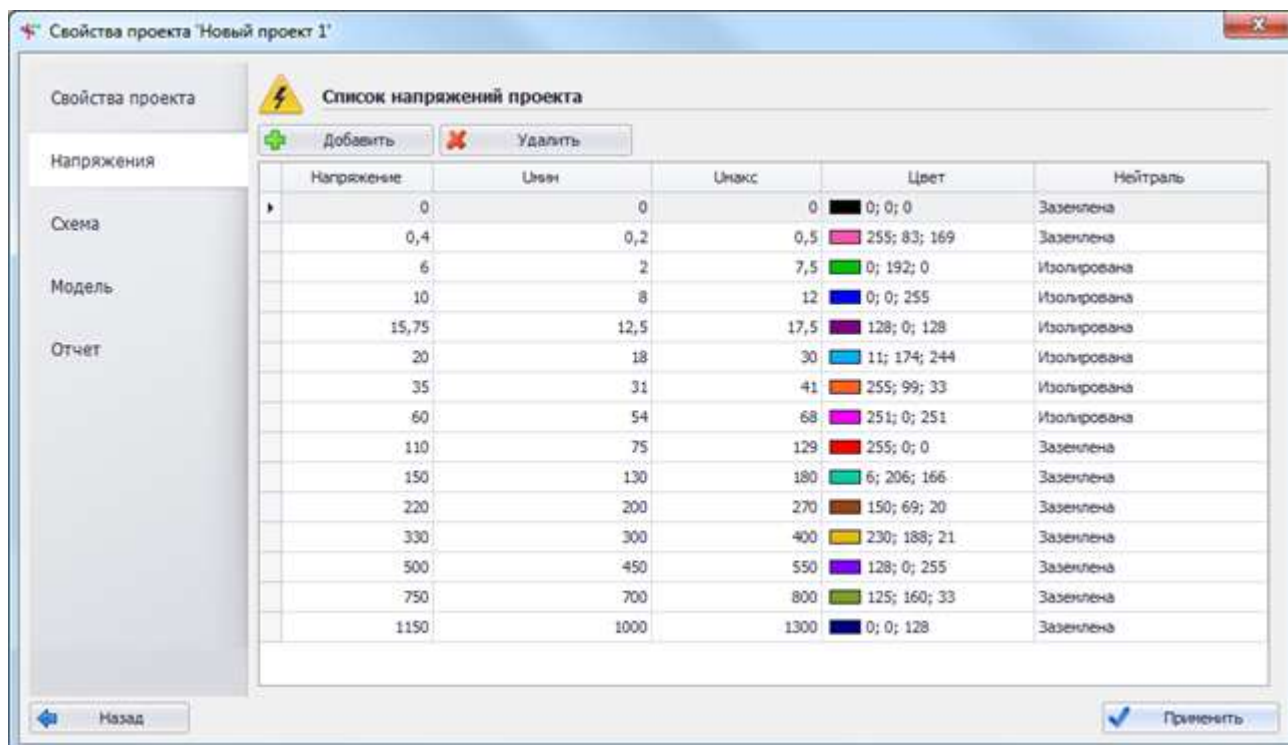 Свойства проекта 'Новый проект 1'
Свойства проекта
Напряжения
Схема
Модель
Отчет
Список напряжений проекта
Добавить Удалить
Напряжение Uмин Uмакс Цвет Нейтраль
0 0 0 0; 0; 0 Заземлена
0,4 0,2 0,5 255; 83; 169 Заземлена
6 2 7,5 0; 192; 0 Изолирована
10 8 12 0; 0; 255 Изолирована
15,75 12,5 17,5 128; 0; 128 Изолирована
20 18 30 11; 174; 244 Изолирована
35 31 41 255; 99; 33 Изолирована
60 54 68 251; 0; 251 Изолирована
110 75 129 255; 0; 0 Заземлена
150 130 180 6; 206; 166 Заземлена
220 200 270 150; 69; 20 Заземлена
330 300 400 230; 188; 21 Заземлена
500 450 550 128; 0; 255 Заземлена
750 700 800 125; 160; 33 Заземлена
1150 1000 1300 0; 0; 128 Заземлена
Назад Применить